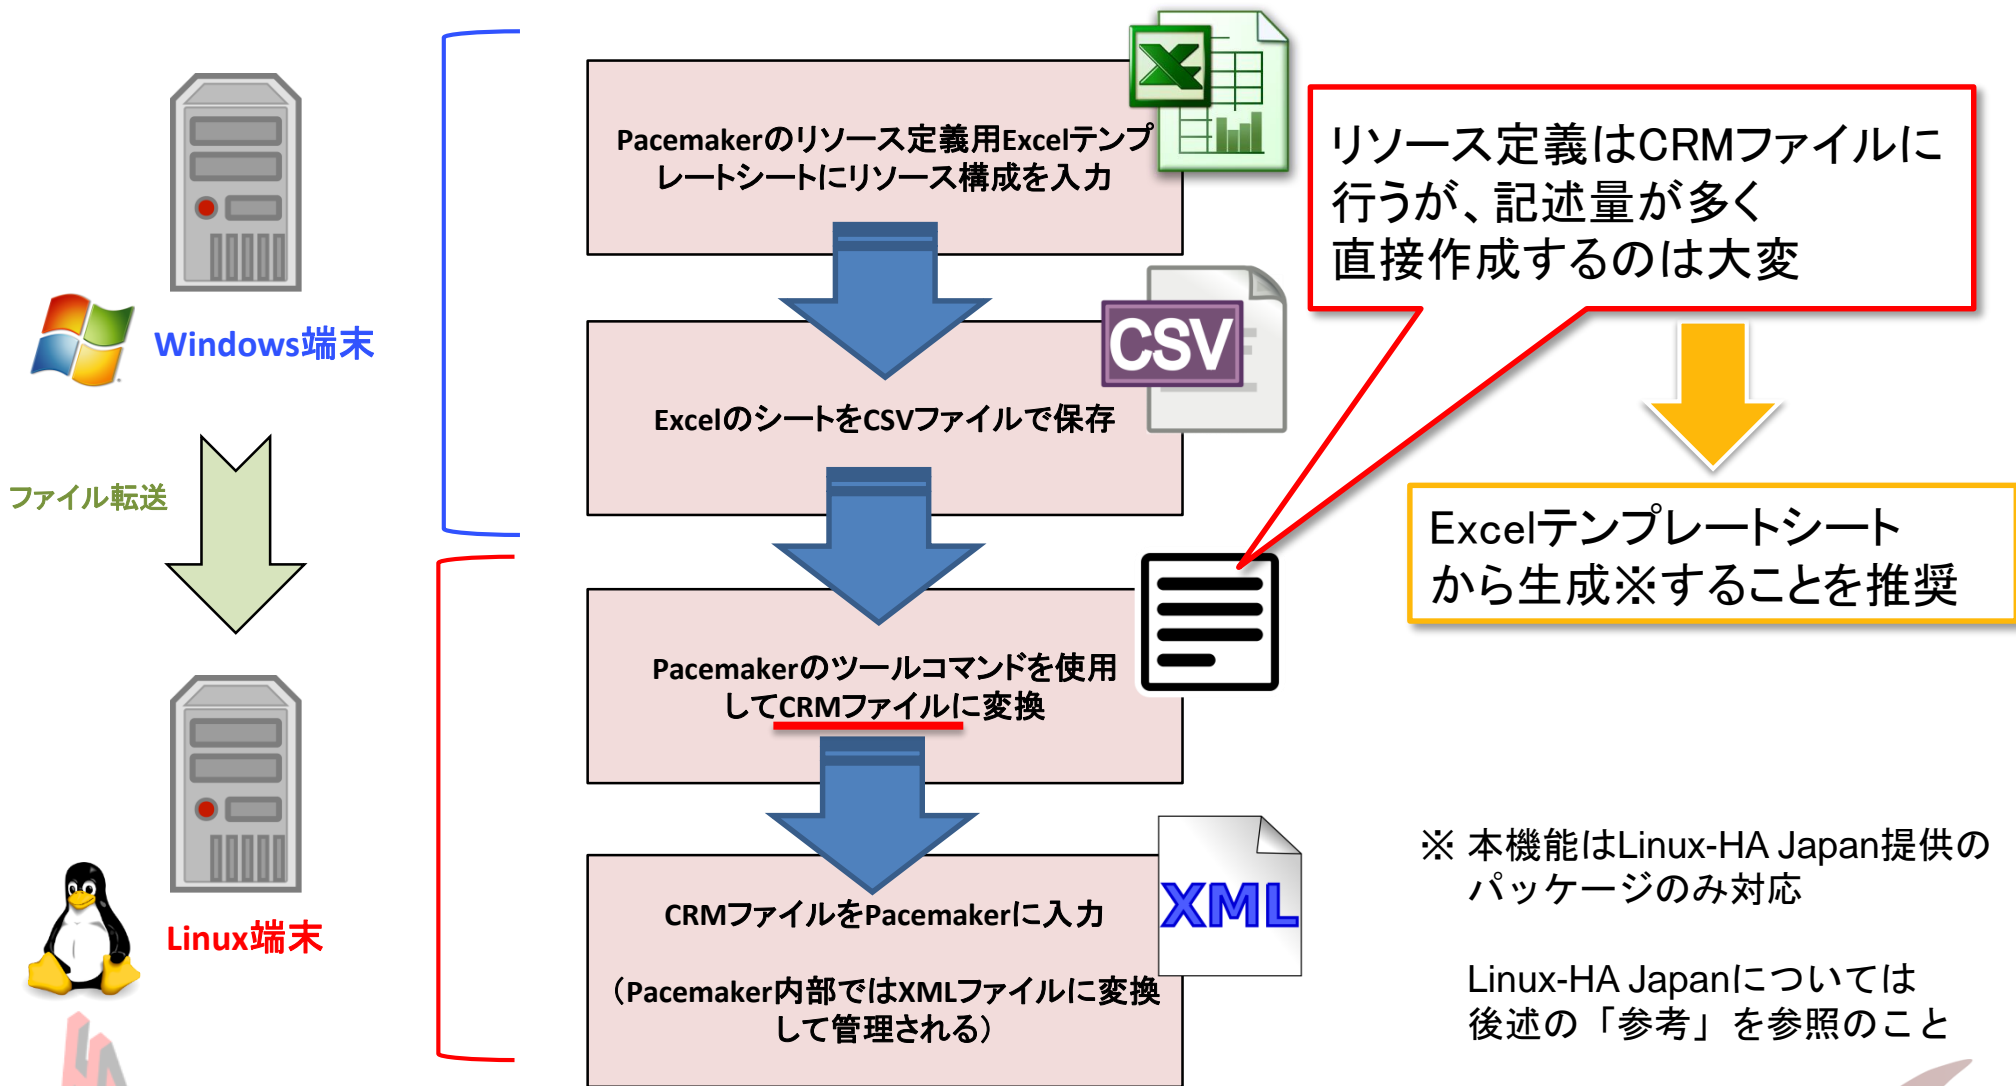 Pacemakerのリソース定義用Excelテンプ
レートシートにリソース構成を入力
リソース定義はCRMファイルに
行うが、記述量が多く
直接作成するのは大変
Windows端末
CSV
ExcelのシートをCSVファイルで保存
ファイル転送
Excelテンプレートシート
から生成※することを推奨
Pacemakerのツールコマンドを使用
してCRMファイルに変換
Linux端末
CRMファイルをPacemakerに入力
（Pacemaker内部ではXMLファイルに変換
して管理される）
XML
※ 本機能はLinux-HA Japan提供の
パッケージのみ対応
Linux-HA Japanについては
後述の「参考」を参照のこと